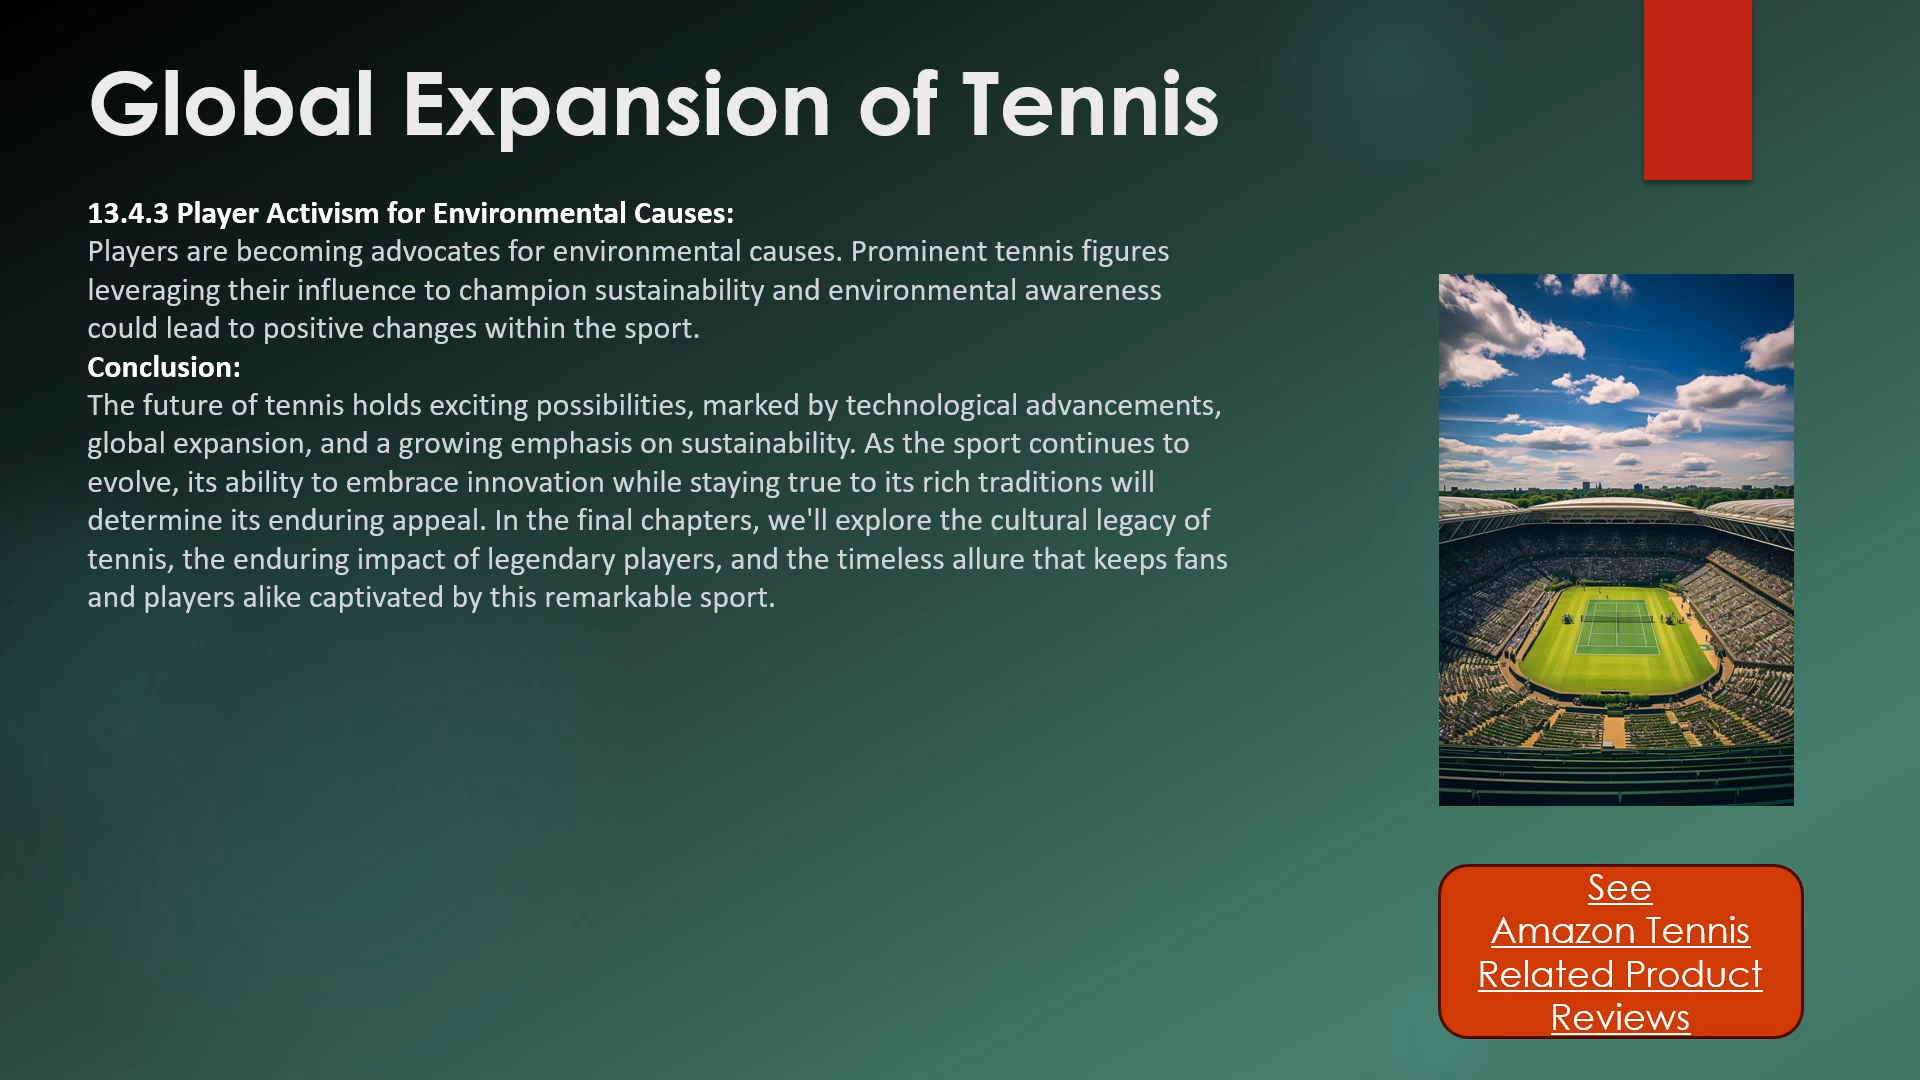 Global Expansion of Tennis
13.4.3 Player Activism for Environmental Causes:
Players are becoming advocates for environmental causes. Prominent tennis figures
leveraging their influence to champion sustainability and environmental awareness
could lead to positive changes within the sport.
Conclusion:
The future of tennis holds exciting possibilities, marked by technological advancements,
global expansion, and a growing emphasis on sustainability. As the sport continues to
evolve, its ability to embrace innovation while staying true to its rich traditions will
determine its enduring appeal. In the final chapters, we'll explore the cultural legacy of
tennis, the enduring impact of legendary players, and the timeless allure that keeps fans
and players alike captivated by this remarkable sport.
See
Amazon Tennis
Related Product
Reviews